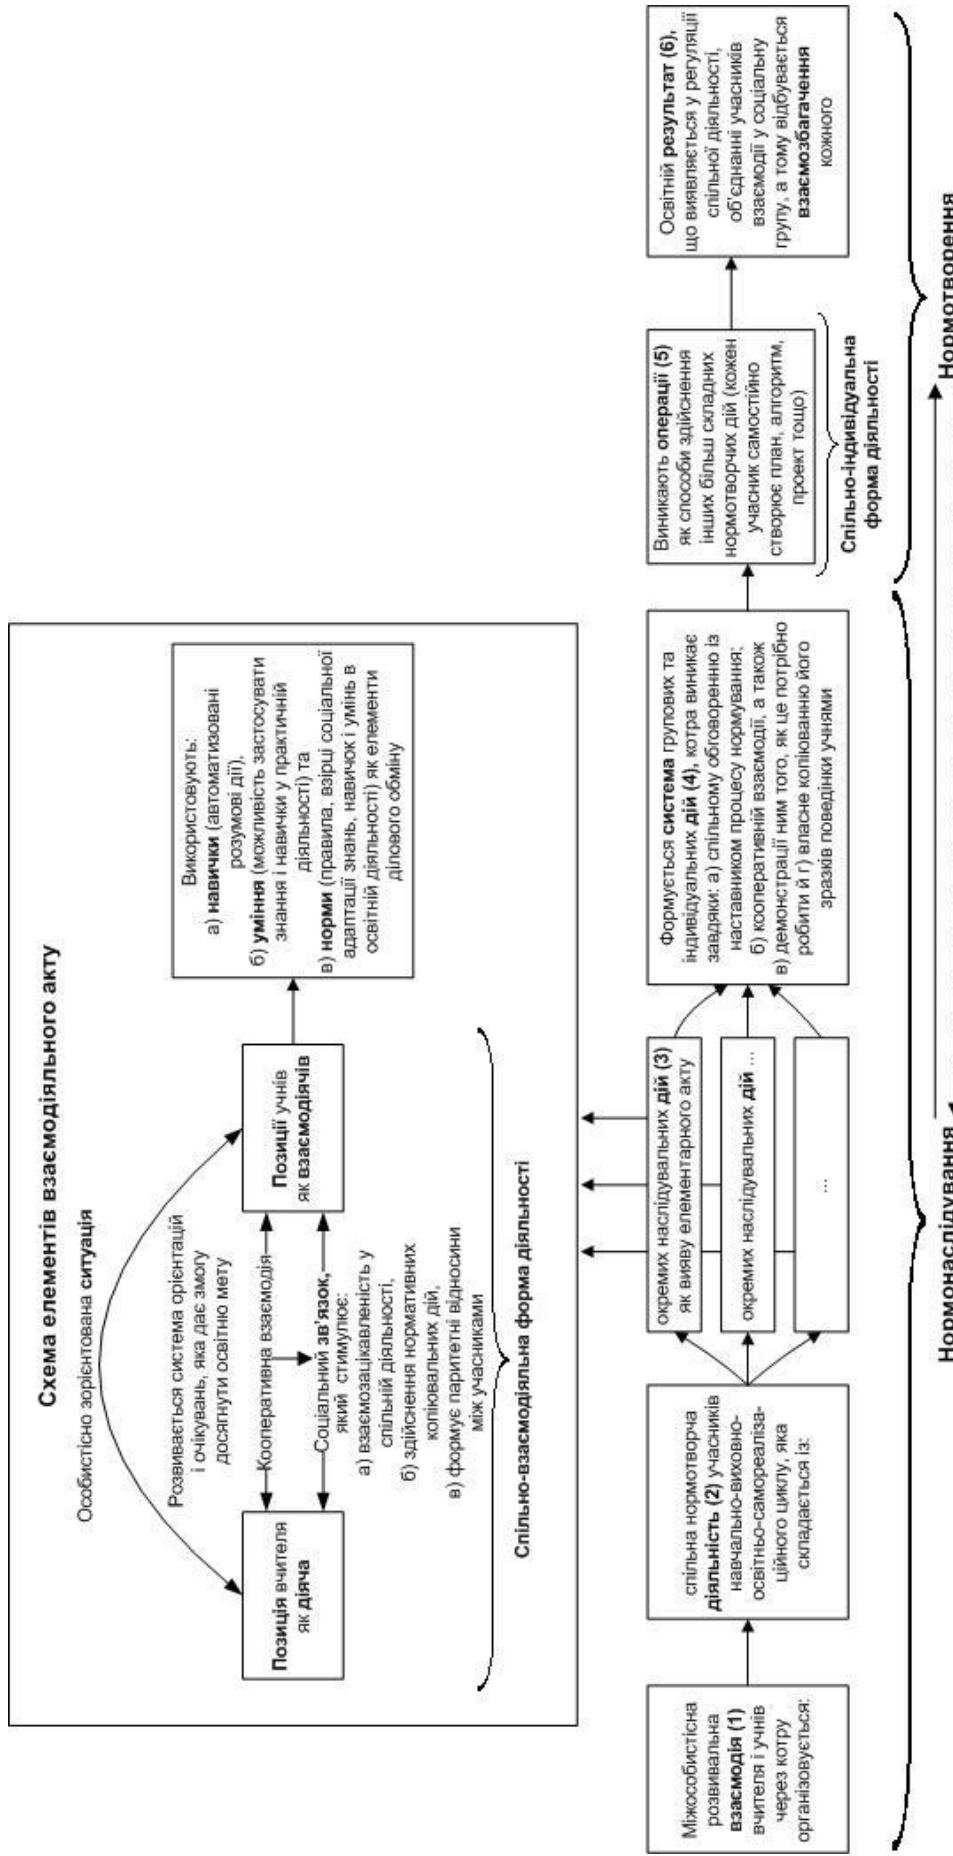 Схема елементів взаємодіяльного акту
Особистісно зорієнтована ситуація
Розвивається система орієнтацій
і очікувань, яка дає змогу
досягнути освітню мету
Позиція вчителя
як діяча
Кооперативна взаємодія
Соціальний зв'язок,
який стимулює:
а) взаємозацікавленість у
спільній діяльності,
б) здійснення нормативних
копіювальних дій,
в) формує паритетні відносини
між учасниками
Позиції учнів
як взаємодіячів
Використовують:
а) навички (автоматизовані
розумові дії),
б) уміння (можливість застосувати
знання і навички у практичній
діяльності) та
в) норми (правила, взірці соціальної
адаптації знань, навичок і умінь в
освітній діяльності) як елементи
ділового обміну
Спільно-взаємодіяльна форма діяльності
Міжособистісна
розвивальна
взаємодія (1)
вчителя і учнів
через котру
організовується:
спільна нормотворча
діяльність (2) учасників
навчально-виховно-
освітньо-самореаліза-
ційного циклу, яка
складається із:
окремих наслідувальних дій (3)
як вияву елементарного акту
окремих наслідувальних дій ...
...
Формується система групових та
індивідуальних дій (4), котра виникає
завдяки: а) спільному обговоренню із
наставником процесу нормування;
б) кооперативній взаємодії, а також
в) демонстрації ним того, як це потрібно
робити й г) власне копіюванню його
зразків поведінки учнями
Виникають операції (5)
як способи здійснення
інших більш складних
нормотворчих дій (кожен
учасник самостійно
створює план, алгоритм,
проект тощо)
Спільно-індивідуальна
форма діяльності
Освітній результат (6),
що виявляється у регуляції
спільної діяльності,
об'єднанні учасників
взаємодії у соціальну
групу, а тому відбувається
взаємозбагачення
кожного
Нормонаслідування
Нормотворення